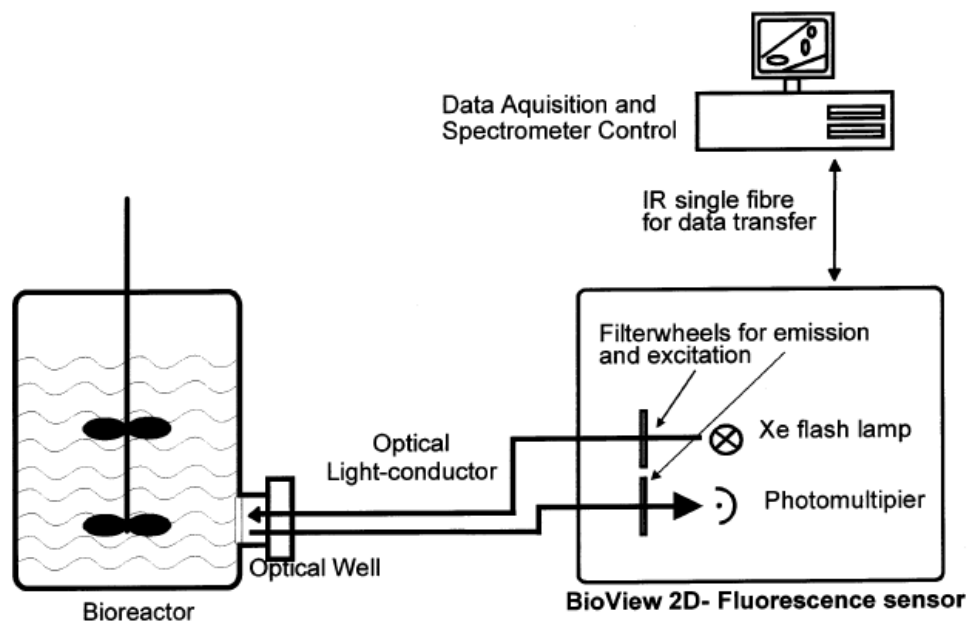 Data Aquisition and
Spectrometer Control
IR single fibre
for data transfer
Filterwheels for emission
and excitation
Xe flash lamp
Optical
Light-conductor
Photomultipier
Optical Well
Bioreactor
BioView 2D- Fluorescence sensor